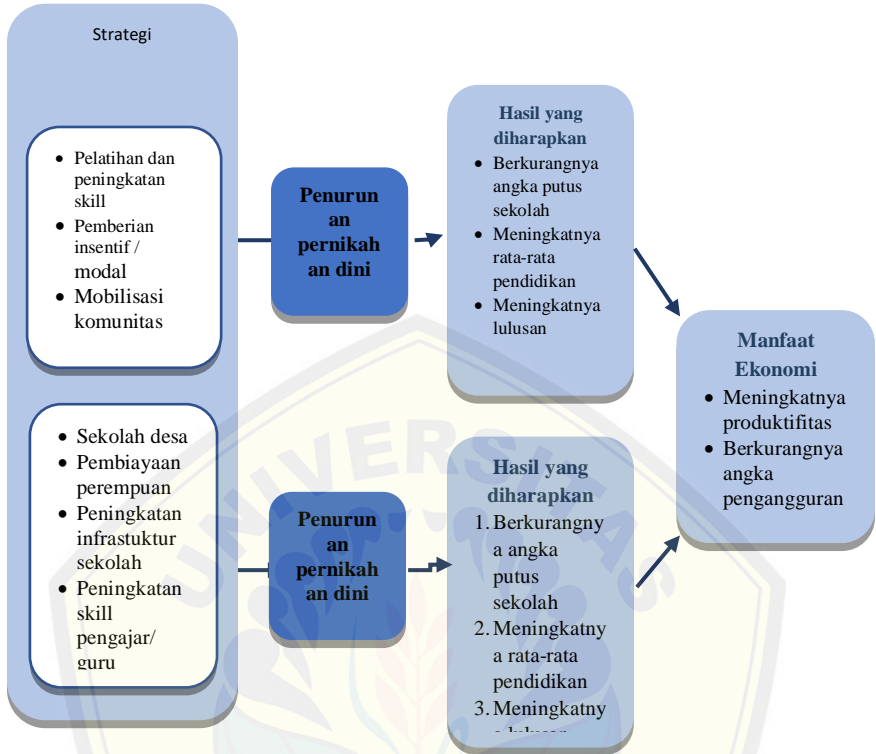 Strategi
• Pelatihan dan
peningkatan
skill
• Pemberian
insentif /
modal
• Mobilisasi
komunitas
Penurun
an
pernikah
an dini
Hasil yang
diharapkan
• Berkurangnya
angka putus
sekolah
• Meningkatnya
rata-rata
pendidikan
• Meningkatnya
lulusan
Manfaat
Ekonomi
• Meningkatnya
produktifitas
• Berkurangnya
angka
pengangguran
• Sekolah desa
• Pembiayaan
perempuan
• Peningkatan
infrastuktur
sekolah
• Peningkatan
skill
pengajar/
guru
Penurun
an
pernikah
an dini
Hasil yang
diharapkan
1. Berkurangny
a angka
putus
sekolah
2. Meningkatny
a rata-rata
pendidikan
3. Meningkatny
UNIVERSITAS